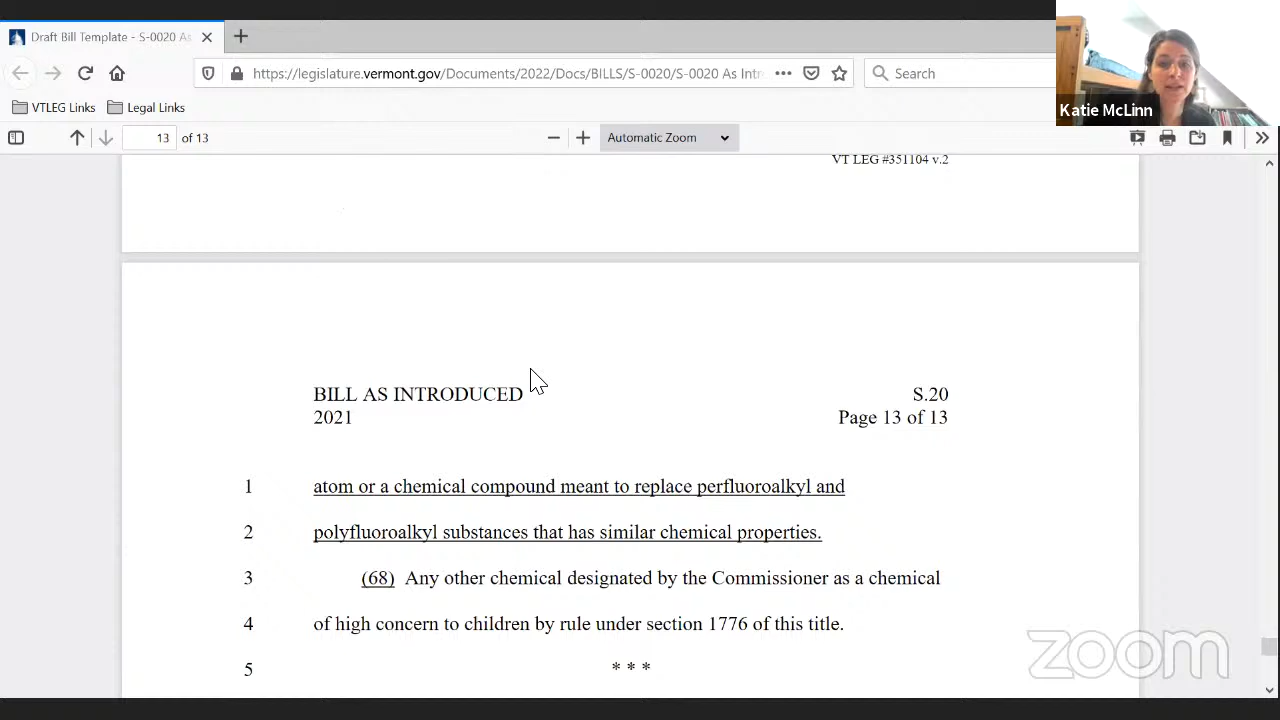 Draft Bill Template - S-0020 As
https://legislature.vermont.gov/Documents/2022/Docs/BILLS/S-0020/S-0020 As Intr
Search
Katie McLinn
VTLEG Links
Legal Links
13 of 13
Automatic Zoom
VT LEG #351104 v.2
BILL AS INTRODUCED S.20
2021 Page 13 of 13
1 atom or a chemical compound meant to replace perfluoroalkyl and
2 polyfluoroalkyl substances that has similar chemical properties.
3 (68) Any other chemical designated by the Commissioner as a chemical
4 of high concern to children by rule under section 1776 of this title.
5 * * *
zoom